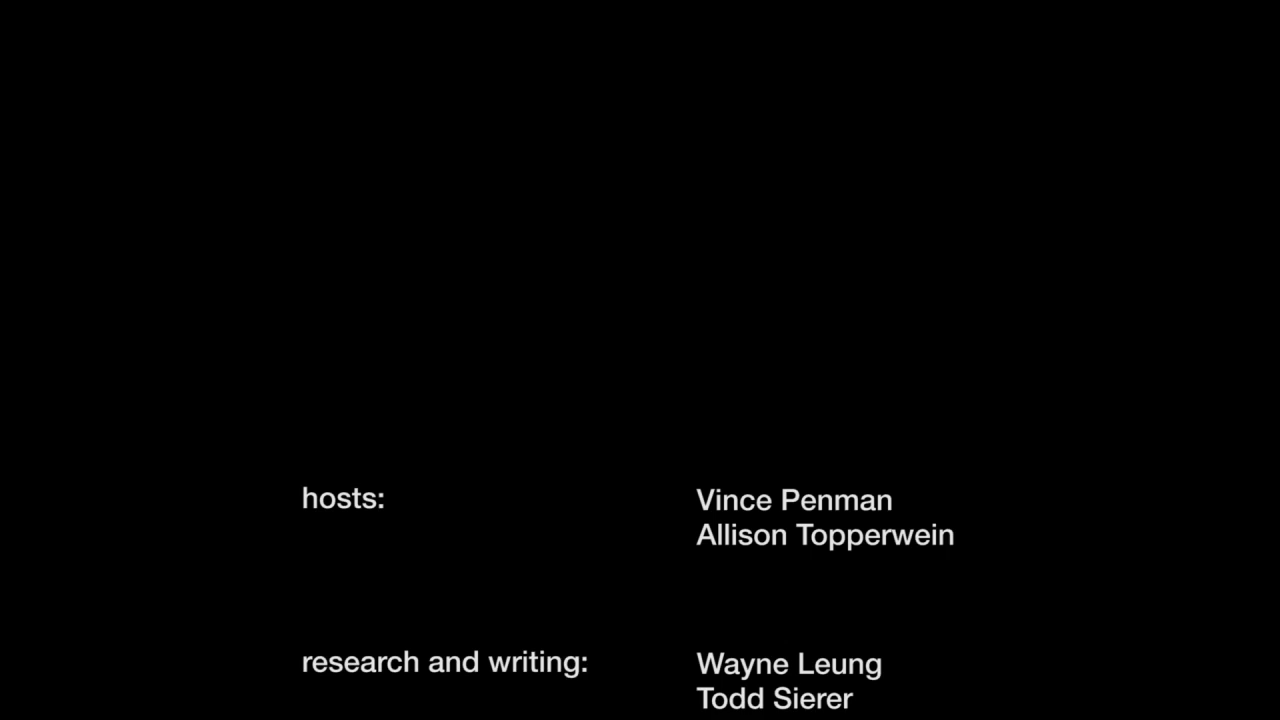 hosts:
Vince Penman
Allison Topperwein
research and writing:
Wayne Leung
Todd Sierer